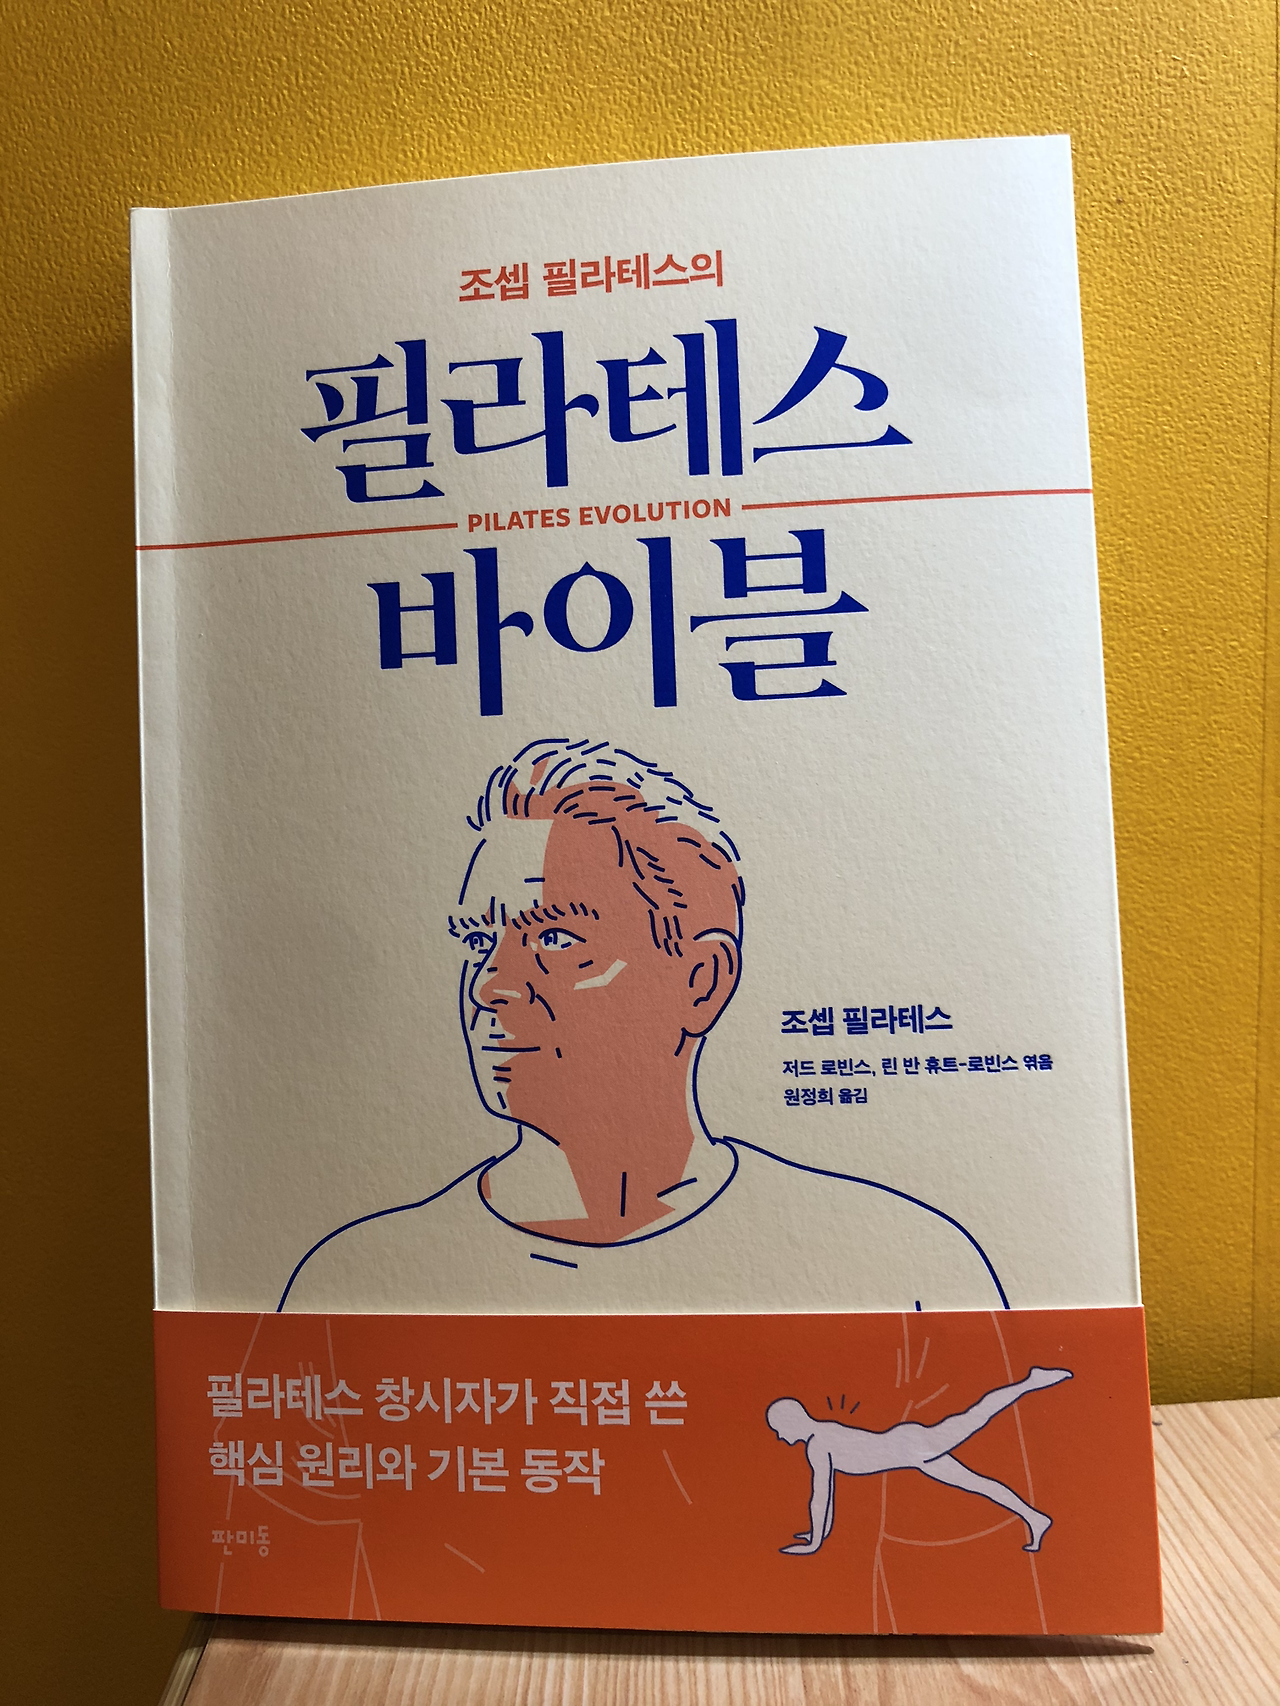 조셉 필라테스의
필라테스
PILATES EVOLUTION
바이블
조셉 필라테스
저드 로빈스, 린 반 휴트-로빈스 엮음
원정희 옮김
필라테스 창시자가 직접 쓴
핵심 원리와 기본 동작
판미동